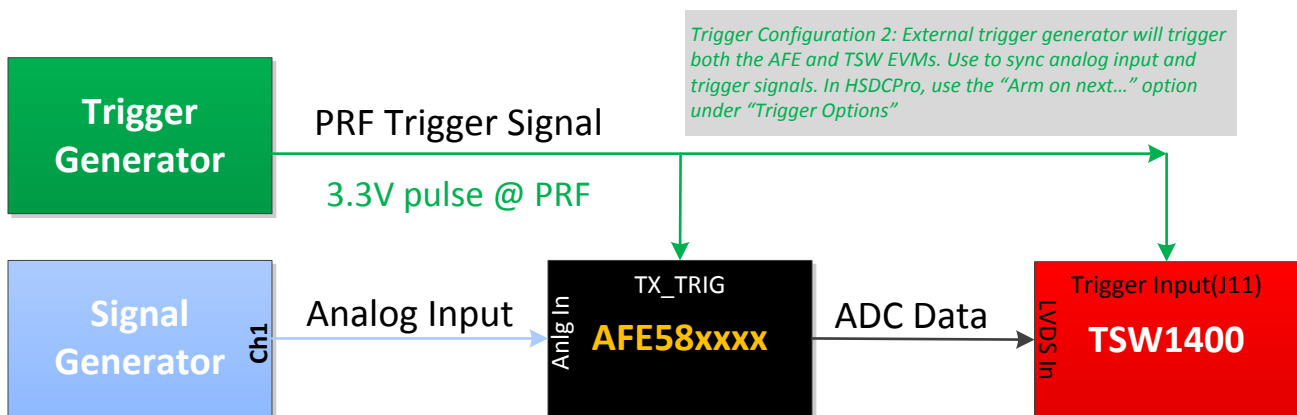 Trigger Configuration 2: External trigger generator will trigger
both the AFE and TSW EVMs. Use to sync analog input and
trigger signals. In HSDCPro, use the “Arm on next…” option
under “Trigger Options”
Trigger
Generator
PRF Trigger Signal
3.3V pulse @ PRF
Signal
Generator
Ch1
Analog Input
Anlg In
TX_TRIG
AFE58xxxx
ADC Data
LVDS In
Trigger Input(J11)
TSW1400